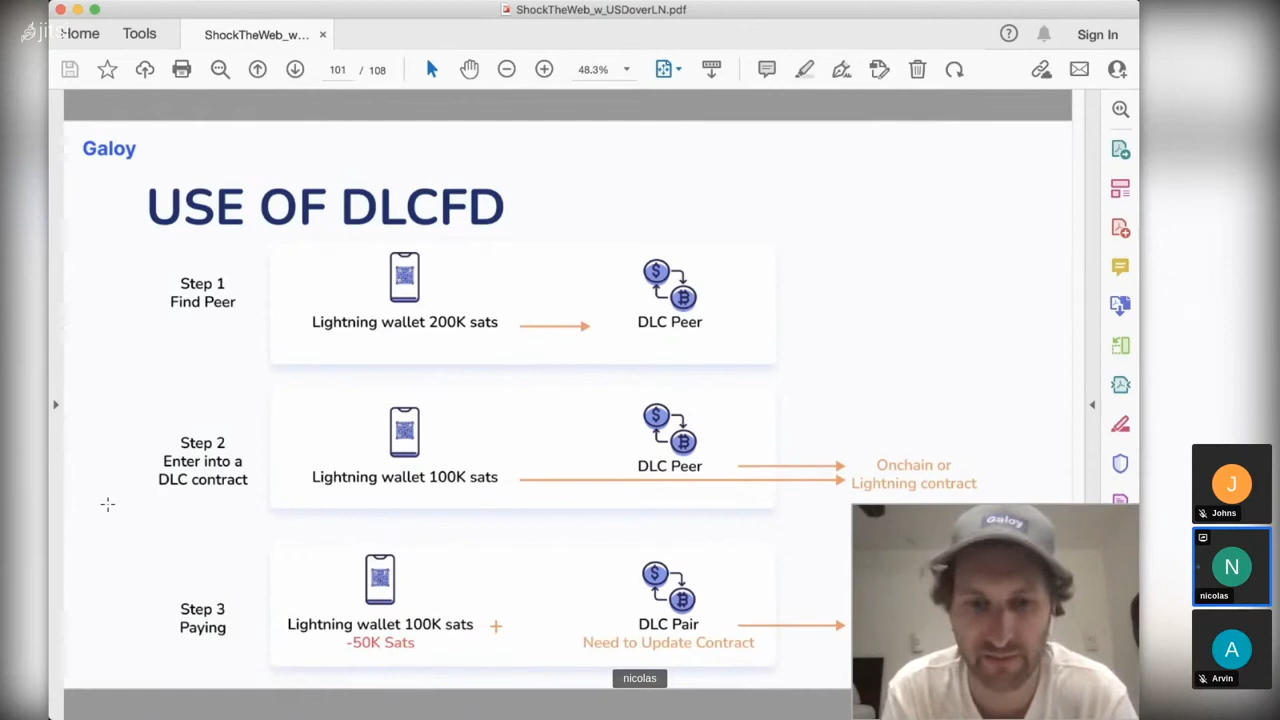 ShockTheWeb_w_USDoverLN.pdf
jitsi
Home
Tools
ShockTheWeb_w...
×
Sign In
101 / 108
48.3%
Galoy
USE OF DLCFD
Step 1
Find Peer
Lightning wallet 200K sats
DLC Peer
Step 2
Enter into a
DLC contract
Lightning wallet 100K sats
DLC Peer
Onchain or
Lightning contract
Step 3
Paying
Lightning wallet 100K sats
-50K Sats
+
DLC Pair
Need to Update Contract
nicolas
Galoy
J
Johns
N
nicolas
A
Arvin